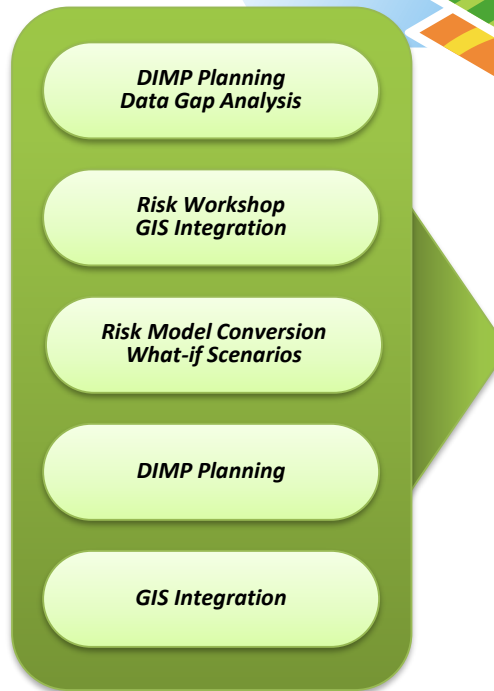 DIMP Planning
Data Gap Analysis
Risk Workshop
GIS Integration
Risk Model Conversion
What-if Scenarios
DIMP Planning
GIS Integration